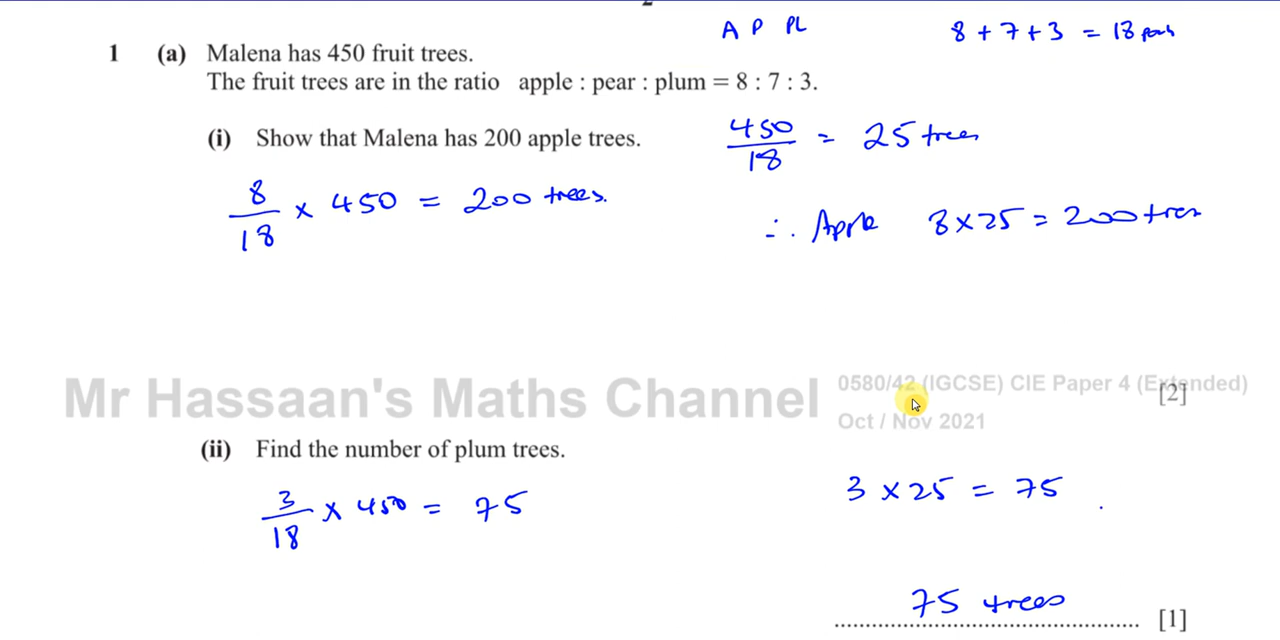 A P PL 8 + 7 + 3 = 18 parts
1 (a) Malena has 450 fruit trees.
The fruit trees are in the ratio apple : pear : plum = 8 : 7 : 3.
(i) Show that Malena has 200 apple trees.
450/18 = 25 trees
8/18 × 450 = 200 trees.
∴ Apple 8 × 25 = 200 trees
Mr Hassaan's Maths Channel
0580/42 (IGCSE) CIE Paper 4 (Extended)
Oct / Nov 2021
[2]
(ii) Find the number of plum trees.
3/18 × 450 = 75
3 × 25 = 75
75 trees
[1]